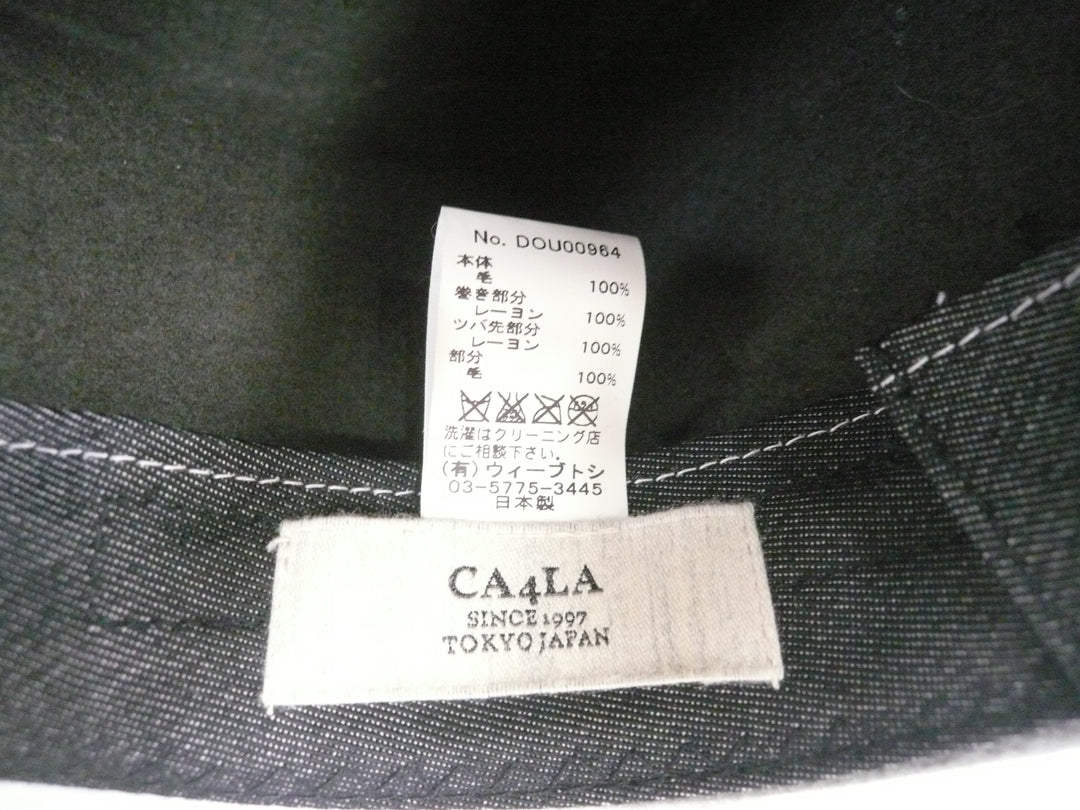 No. DOU00964
本体
毛 100%
巻き部分
レーヨン 100%
ツバ先部分
レーヨン 100%
部分
毛 100%
洗濯はクリーニング店
にご相談下さい。
(有)ウィーブトシ
03-5775-3445
日本製
CA4LA
SINCE 1997
TOKYO JAPAN